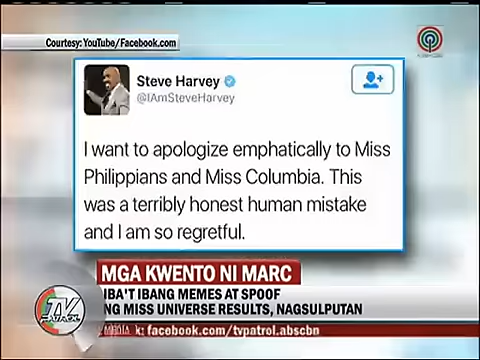 Courtesy: YouTube/Facebook.com
Steve Harvey
@IAmSteveHarvey
I want to apologize emphatically to Miss
Philippians and Miss Columbia. This
was a terribly honest human mistake
and I am so regretful.
MGA KWENTO NI MARC
IBA'T IBANG MEMES AT SPOOF
NG MISS UNIVERSE RESULTS, NAGSULPUTAN
TV
PATROL
facebook.com/tvpatrol.abscbn